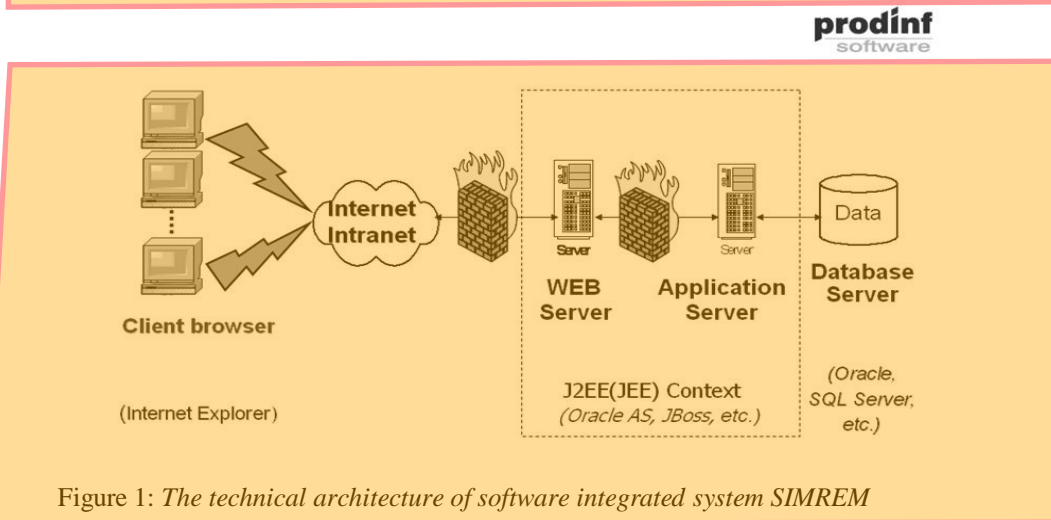 prodinf
software
Internet
Intranet
Server
Server
Data
WEB
Server
Application
Server
Database
Server
Client browser
(Internet Explorer)
J2EE(JEE) Context
(Oracle AS, JBoss, etc.)
(Oracle,
SQL Server,
etc.)
Figure 1: The technical architecture of software integrated system SIMREM